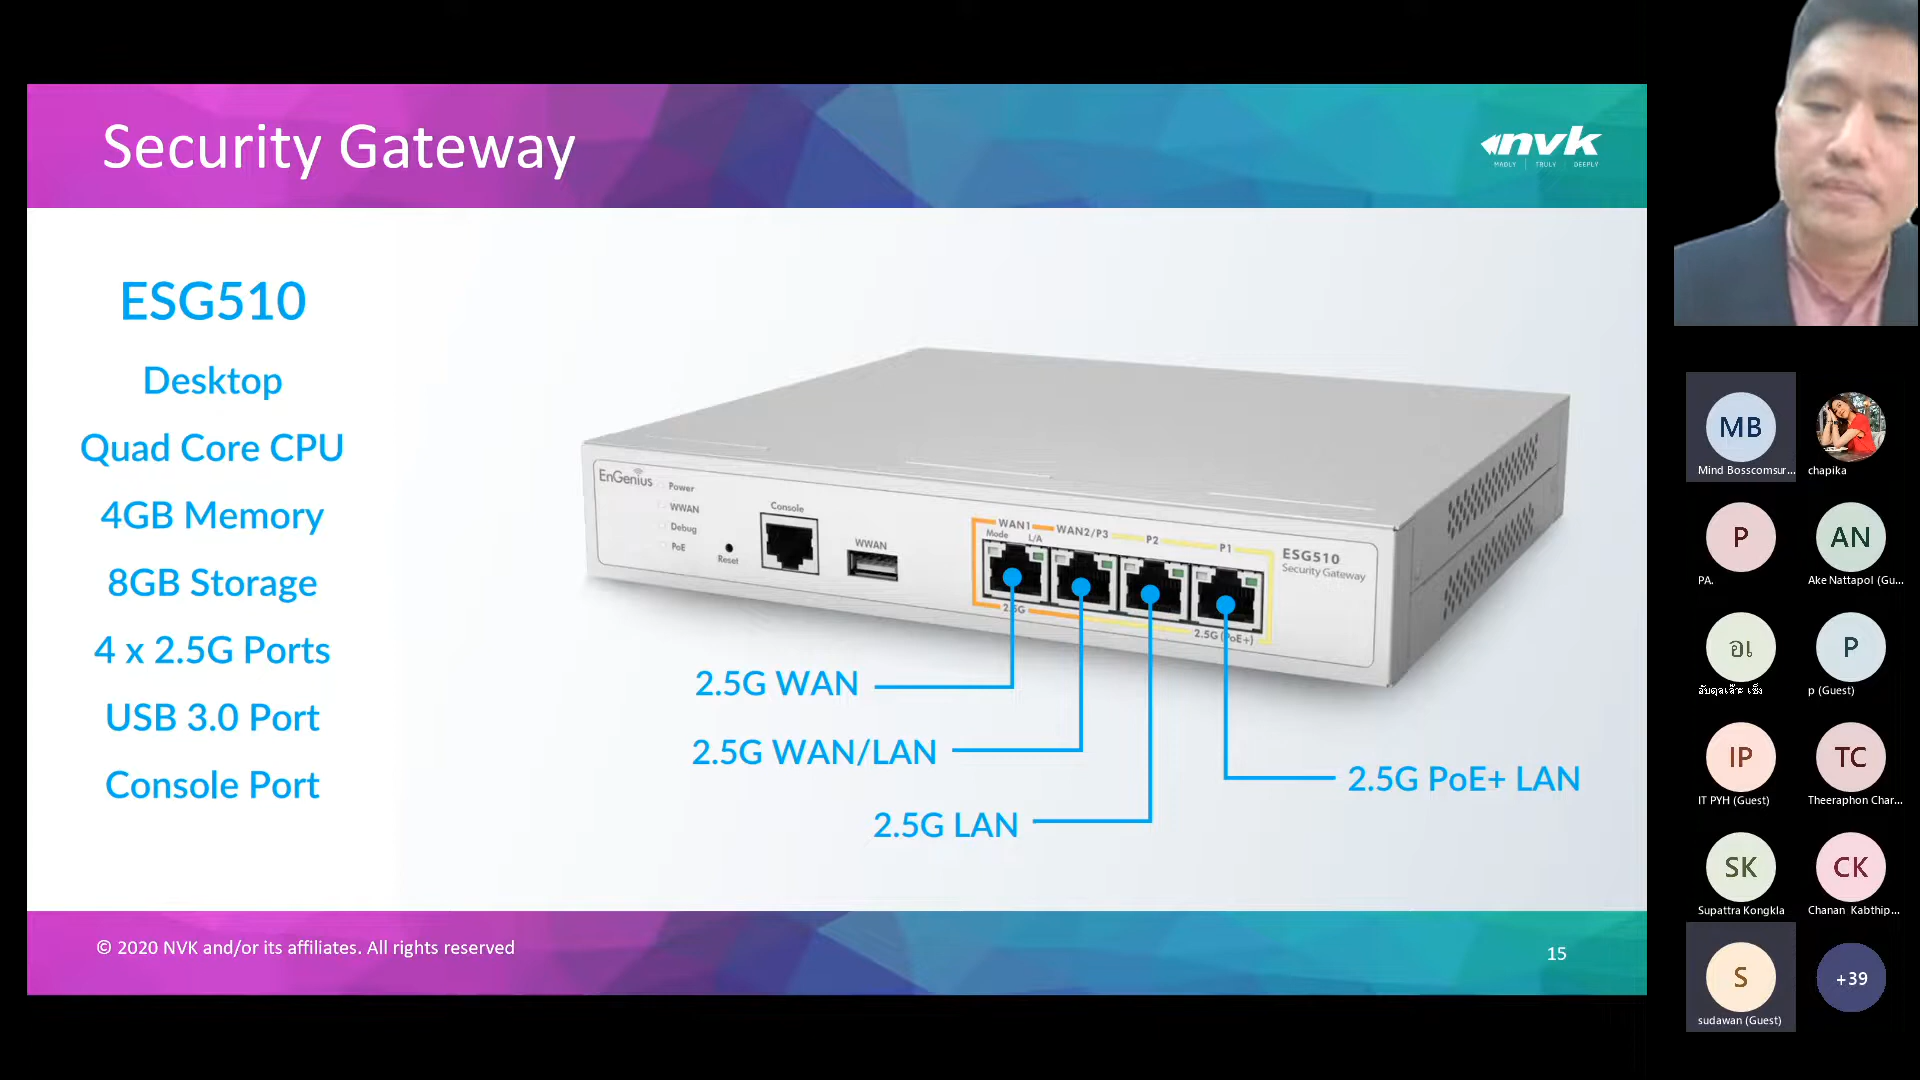 Security Gateway
nvk
MADLY | TRULY | DEEPLY
ESG510
Desktop
Quad Core CPU
4GB Memory
8GB Storage
4 x 2.5G Ports
USB 3.0 Port
Console Port
EnGenius
Power
WWAN
Debug
PoE
Reset
Console
WWAN
WAN1
WAN2/P3
P2
P1
Mode
L/A
2.5G
2.5G (PoE+)
ESG510
Security Gateway
2.5G WAN
2.5G WAN/LAN
2.5G LAN
2.5G PoE+ LAN
© 2020 NVK and/or its affiliates. All rights reserved
15
MB
Mind Bosscomsur...
chapika
P
PA.
AN
Ake Nattapol (Gu...
อเ
P
p (Guest)
IP
IT PYH (Guest)
TC
Theeraphon Char...
SK
Supattra Kongkla
CK
Chanan Kabthip...
S
sudawan (Guest)
+39